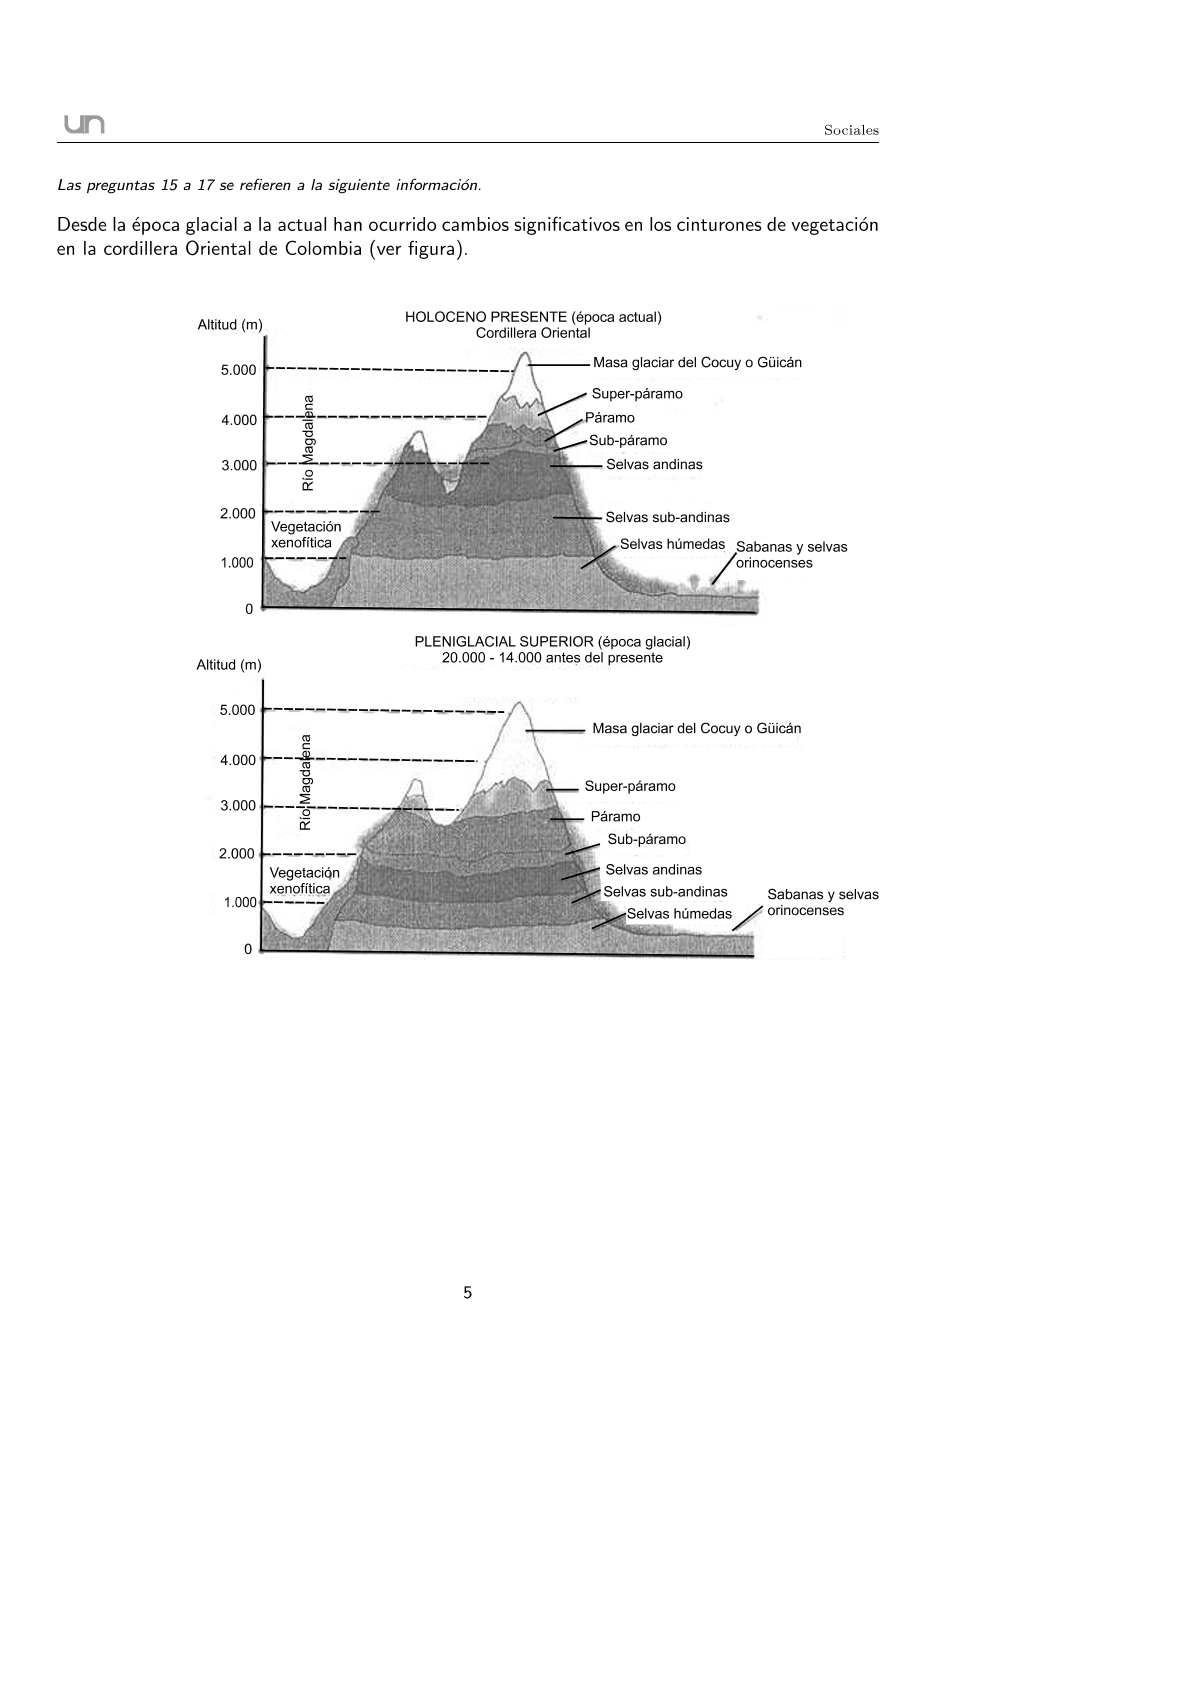 un
Sociales
Las preguntas 15 a 17 se refieren a la siguiente información.
Desde la época glacial a la actual han ocurrido cambios significativos en los cinturones de vegetación
en la cordillera Oriental de Colombia (ver figura).
HOLOCENO PRESENTE (época actual)
Cordillera Oriental
Altitud (m)
5.000
4.000
3.000
2.000
1.000
0
Río Magdalena
Vegetación
xenofítica
Masa glaciar del Cocuy o Güicán
Super-páramo
Páramo
Sub-páramo
Selvas andinas
Selvas sub-andinas
Selvas húmedas
Sabanas y selvas
orinocenses
PLENIGLACIAL SUPERIOR (época glacial)
20.000 - 14.000 antes del presente
Altitud (m)
5.000
4.000
3.000
2.000
1.000
0
Río Magdalena
Vegetación
xenofítica
Masa glaciar del Cocuy o Güicán
Super-páramo
Páramo
Sub-páramo
Selvas andinas
Selvas sub-andinas
Selvas húmedas
Sabanas y selvas
orinocenses
5